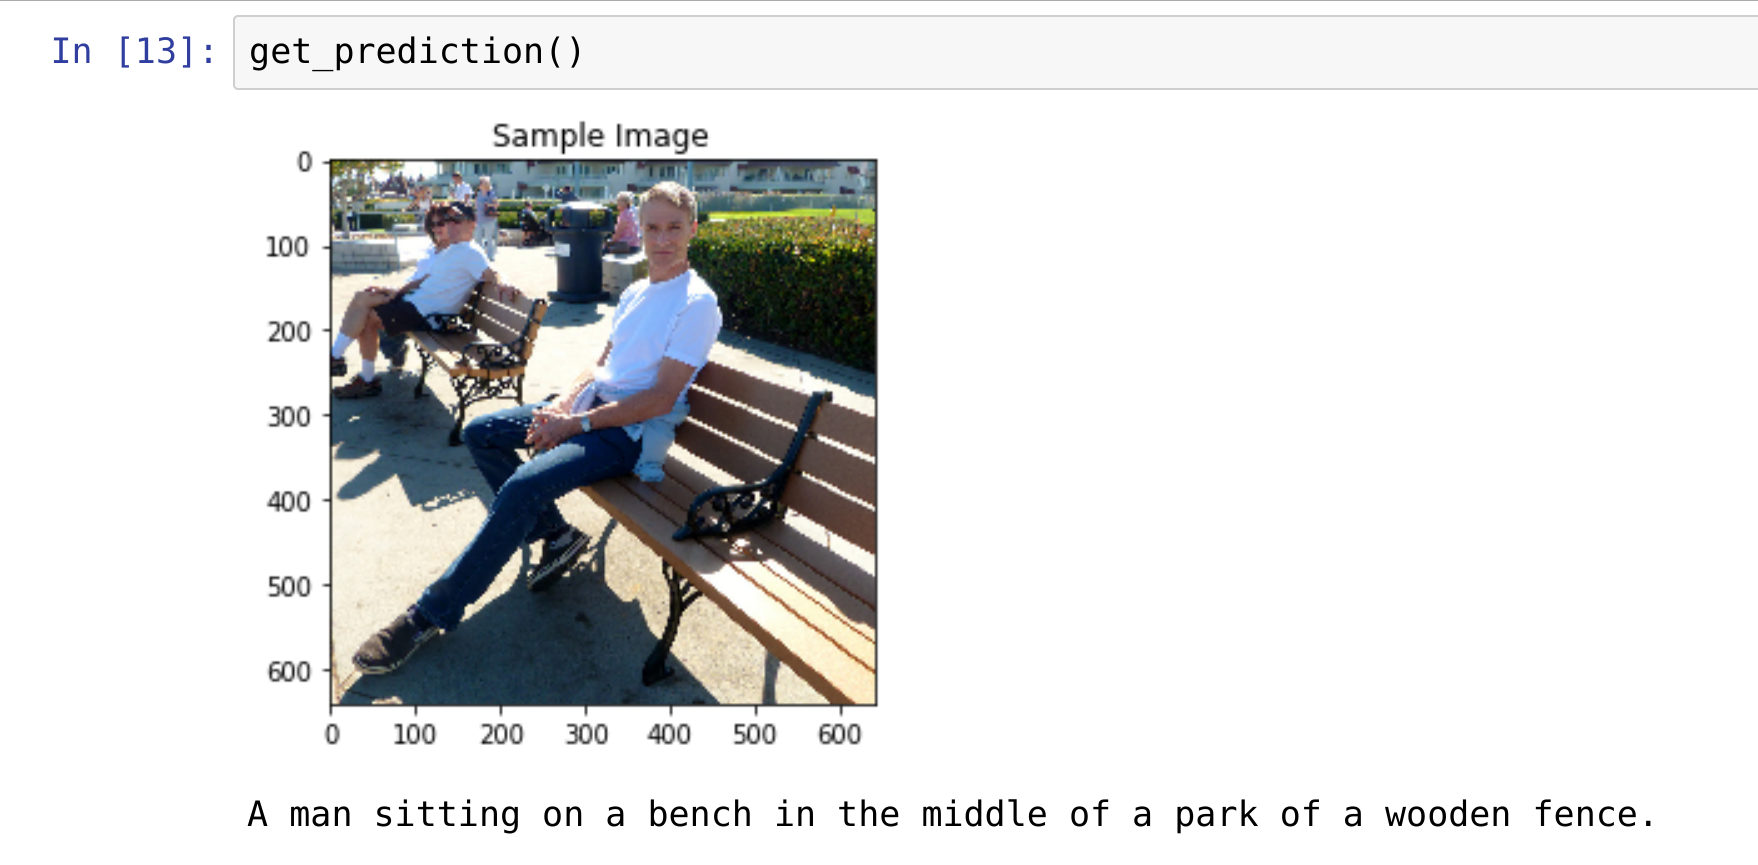 In [13]: get_prediction()
Sample Image
0
100
200
300
400
500
600
0 100 200 300 400 500 600
A man sitting on a bench in the middle of a park of a wooden fence.